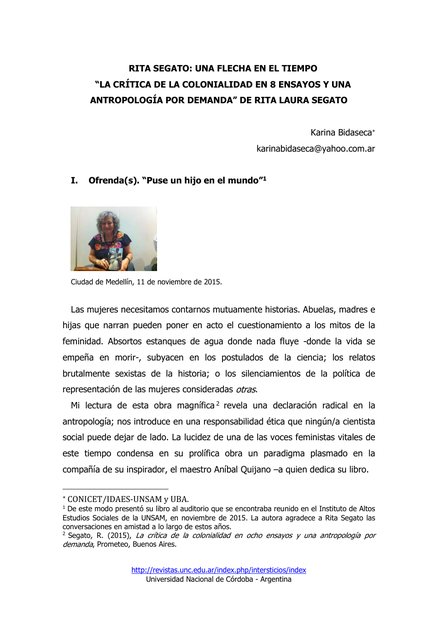 RITA SEGATO: UNA FLECHA EN EL TIEMPO
“LA CRÍTICA DE LA COLONIALIDAD EN 8 ENSAYOS Y UNA
ANTROPOLOGÍA POR DEMANDA” DE RITA LAURA SEGATO
Karina Bidaseca*
karinabidaseca@yahoo.com.ar
I. Ofrenda(s). “Puse un hijo en el mundo”1
Ciudad de Medellín, 11 de noviembre de 2015.
Las mujeres necesitamos contarnos mutuamente historias. Abuelas, madres e
hijas que narran pueden poner en acto el cuestionamiento a los mitos de la
feminidad. Absortos estanques de agua donde nada fluye -donde la vida se
empeña en morir-, subyacen en los postulados de la ciencia; los relatos
brutalmente sexistas de la historia; o los silenciamientos de la política de
representación de las mujeres consideradas otras.
Mi lectura de esta obra magnífica 2 revela una declaración radical en la
antropología; nos introduce en una responsabilidad ética que ningún/a cientista
social puede dejar de lado. La lucidez de una de las voces feministas vitales de
este tiempo condensa en su prolífica obra un paradigma plasmado en la
compañía de su inspirador, el maestro Aníbal Quijano –a quien dedica su libro.
* CONICET/IDAES-UNSAM y UBA.
1 De este modo presentó su libro al auditorio que se encontraba reunido en el Instituto de Altos
Estudios Sociales de la UNSAM, en noviembre de 2015. La autora agradece a Rita Segato las
conversaciones en amistad a lo largo de estos años.
2 Segato, R. (2015), La crítica de la colonialidad en ocho ensayos y una antropología por
demanda, Prometeo, Buenos Aires.
http://revistas.unc.edu.ar/index.php/intersticios/index
Universidad Nacional de Córdoba - Argentina